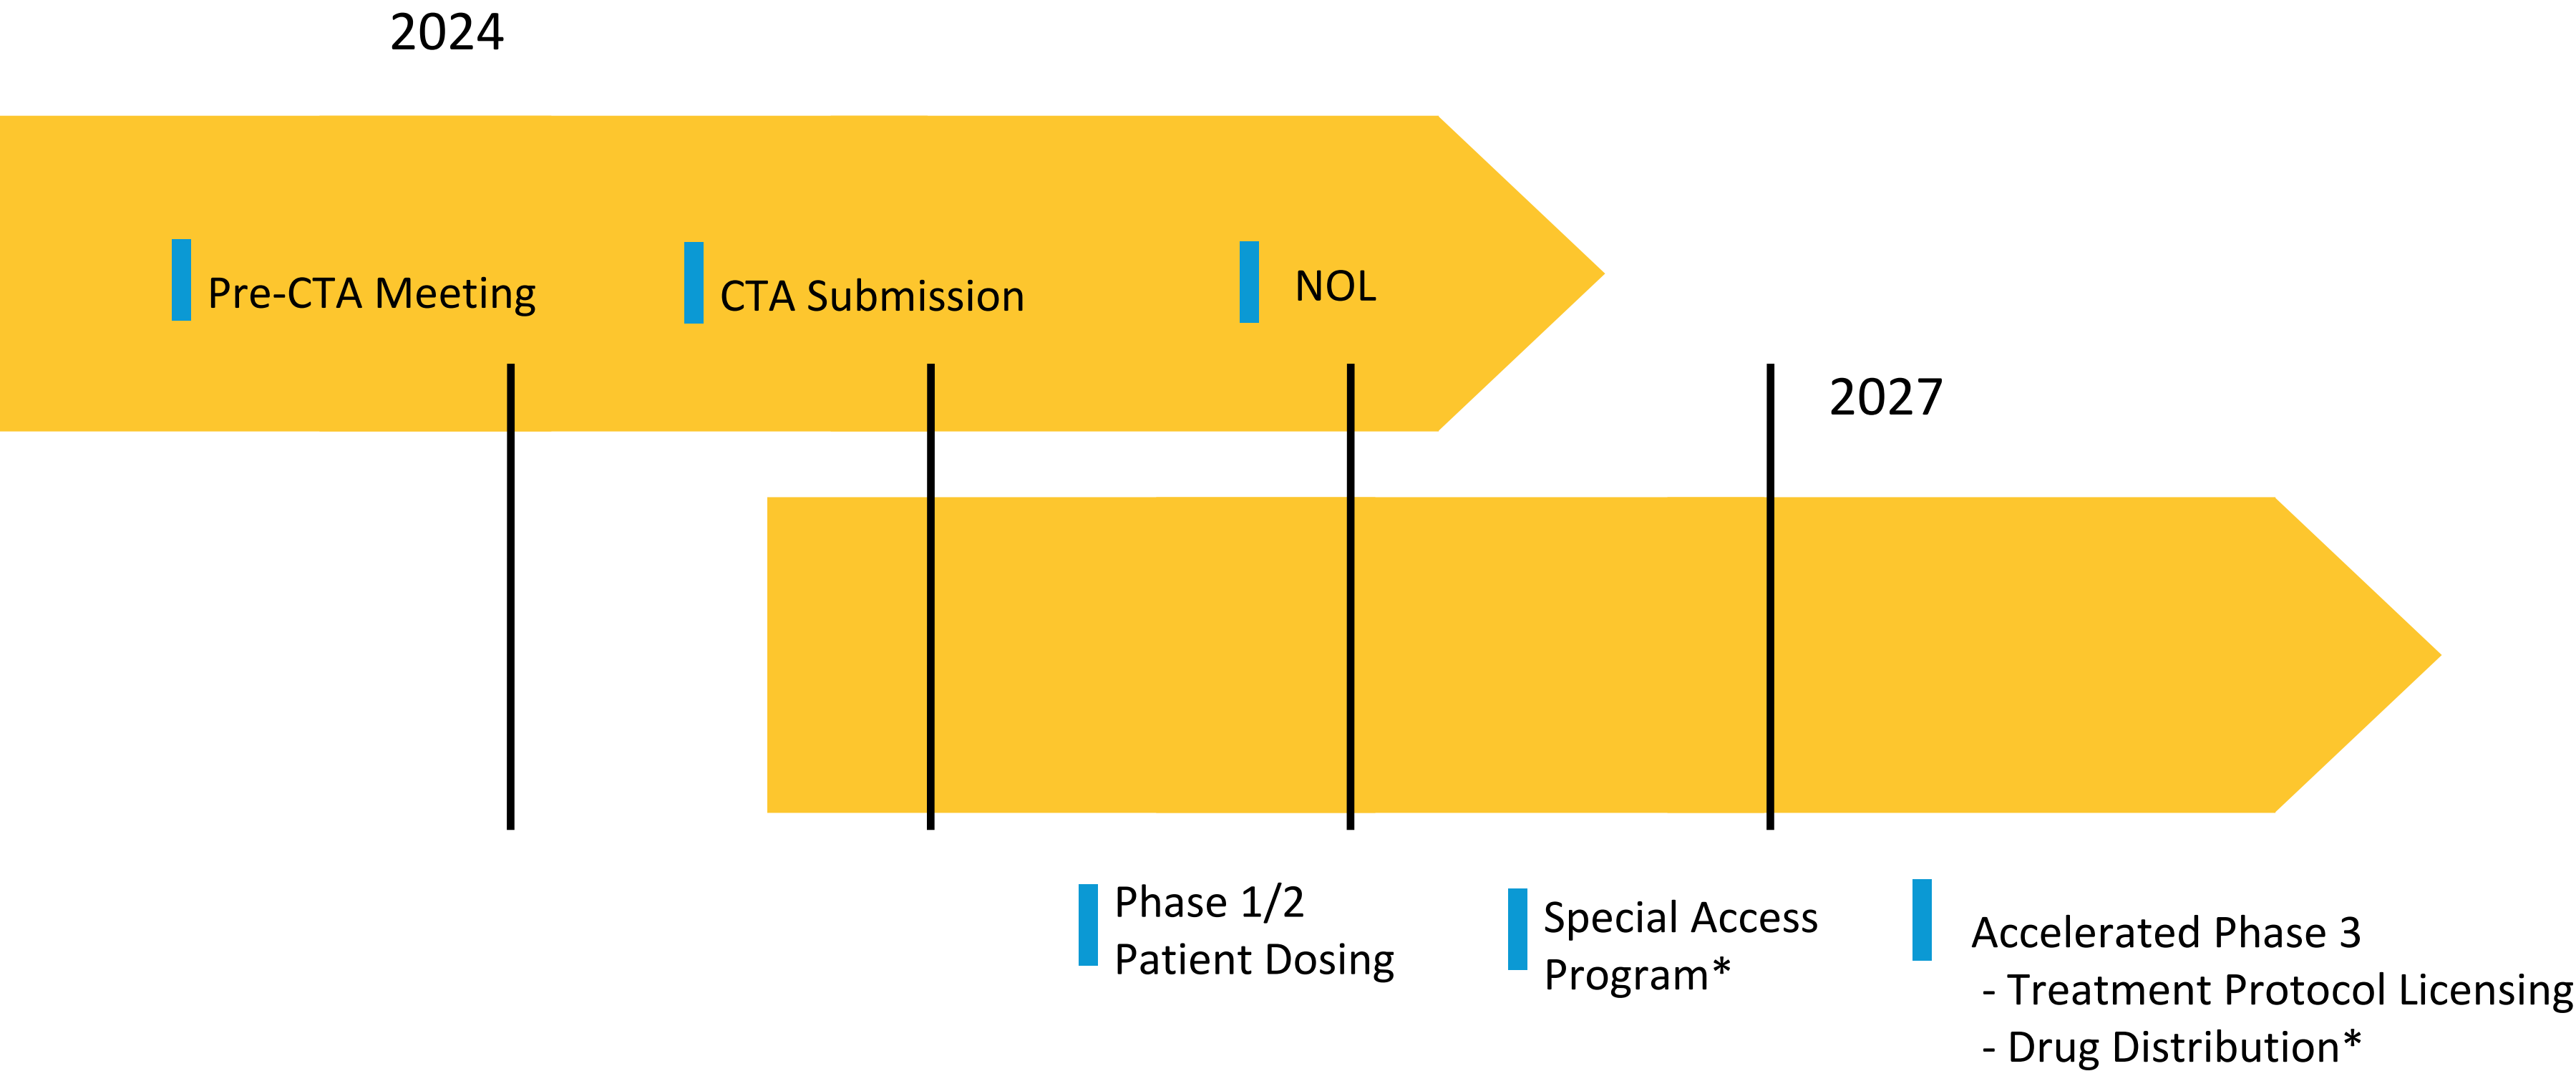 2024
Pre-CTA Meeting
CTA Submission
NOL
2027
Phase 1/2
Patient Dosing
Special Access
Program*
Accelerated Phase 3
- Treatment Protocol Licensing
- Drug Distribution*